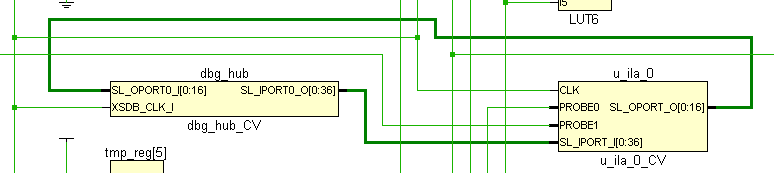 I5
LUT6
dbg_hub
SL_OPORT0_I[0:16] SL_IPORT0_O[0:36]
XSDB_CLK_I
dbg_hub_CV
u_ila_0
CLK
PROBE0 SL_OPORT_O[0:16]
PROBE1
SL_IPORT_I[0:36]
u_ila_0_CV
tmp_reg[5]